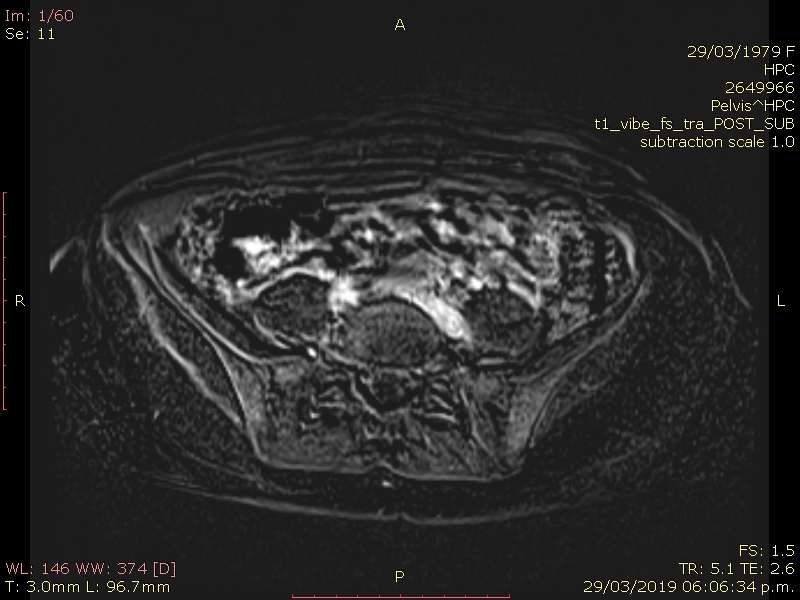 Im: 1/60
Se: 11
A
29/03/1979 F
HPC
2649966
Pelvis^HPC
t1_vibe_fs_tra_POST_SUB
subtraction scale 1.0
R
L
WL: 146 WW: 374 [D]
T: 3.0mm L: 96.7mm
P
FS: 1.5
TR: 5.1 TE: 2.6
29/03/2019 06:06:34 p.m.